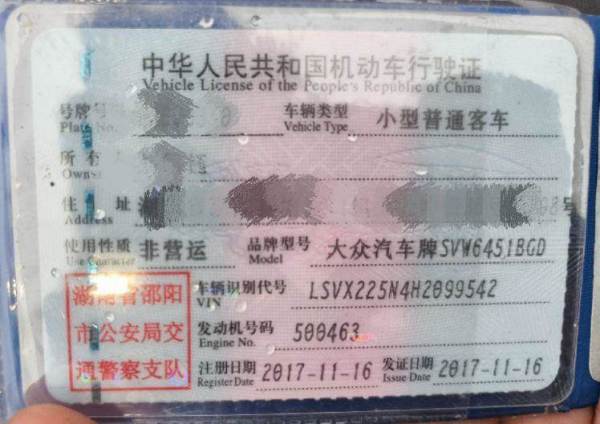 中华人民共和国机动车行驶证
Vehicle License of the People's Republic of China
号牌号 车辆类型 小型普通客车
Plate No. Vehicle Type
所有
Owner
住 址 号
Address
使用性质 非营运 品牌型号 大众汽车牌SVW6451BGD
Use Character Model
湖南省邵阳
市公安局交
通警察支队
车辆识别代号 LSVX225N4H2099542
VIN
发动机号码 500463
Engine No.
注册日期 2017-11-16 发证日期 2017-11-16
Register Date Issue Date